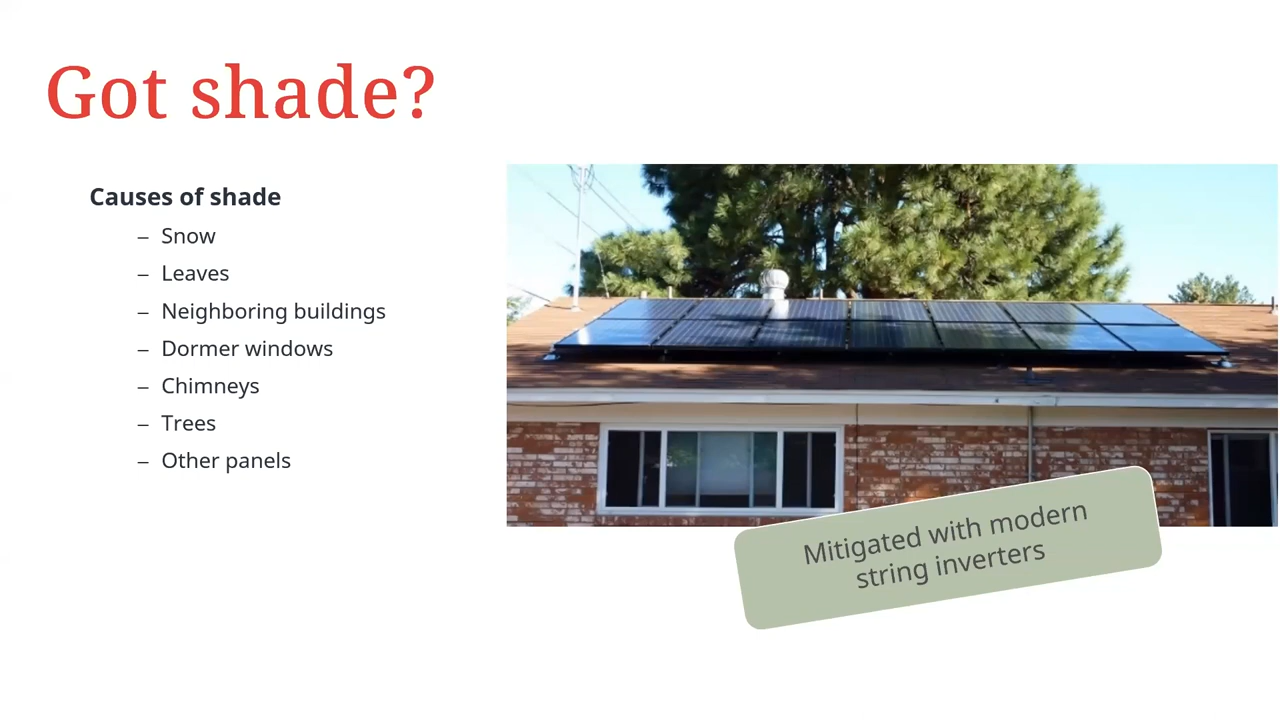 Got shade?
Causes of shade
– Snow
– Leaves
– Neighboring buildings
– Dormer windows
– Chimneys
– Trees
– Other panels
Mitigated with modern
string inverters